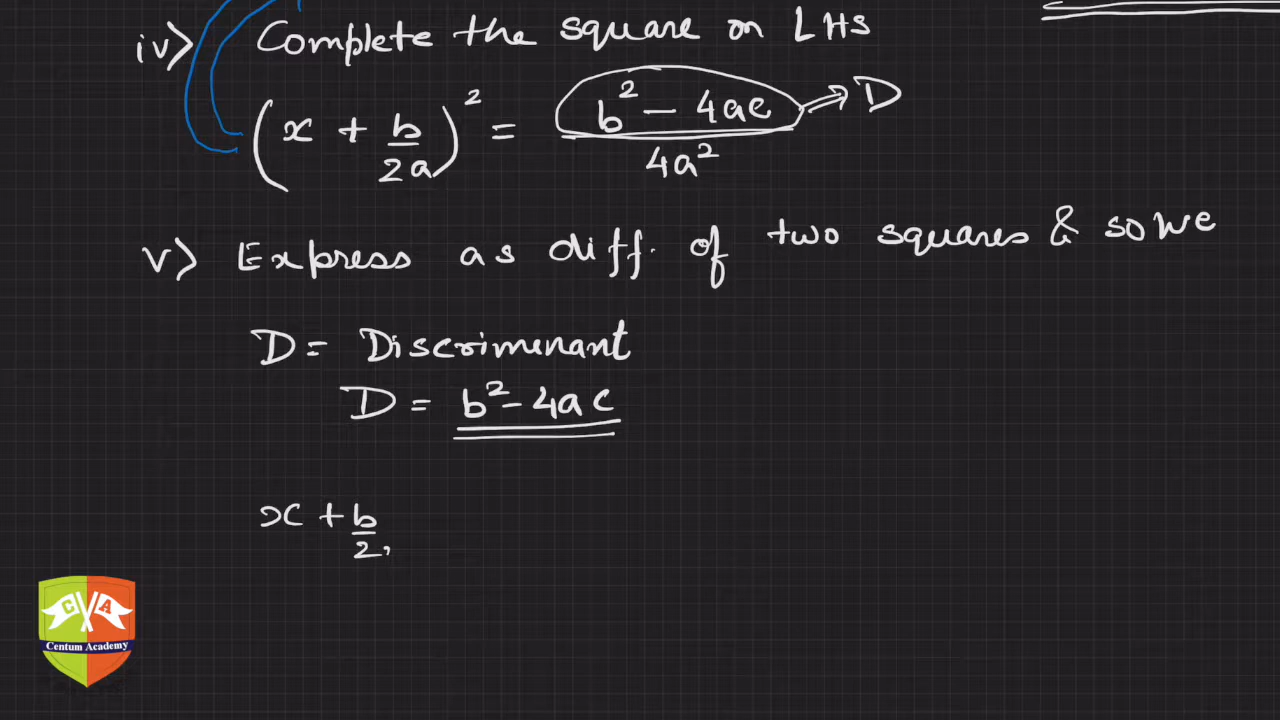 iv> Complete the square on LHS
(x + b/2a)² = b² - 4ac / 4a² ⇒ D
v> Express as diff. of two squares & solve
D = Discriminenant
D = b² - 4ac
x + b/2
C A
Centum Academy